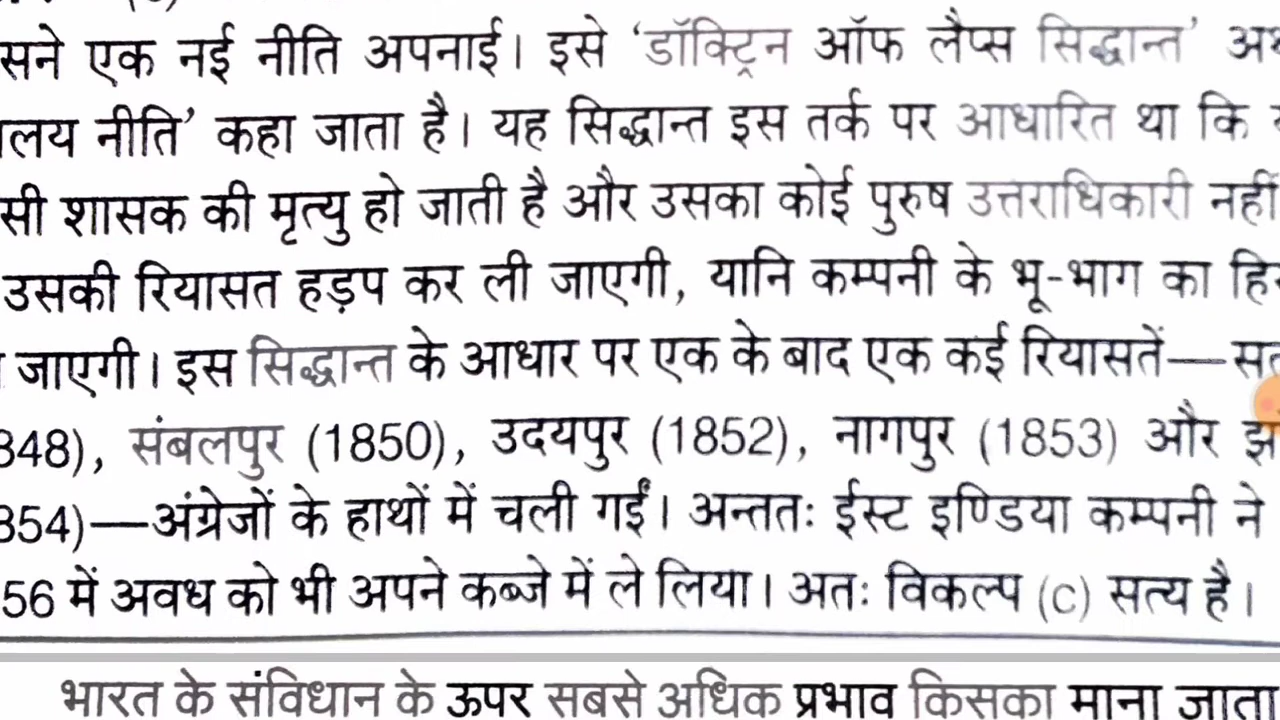 सने एक नई नीति अपनाई। इसे ‘डॉक्ट्रिन ऑफ लैप्स सिद्धान्त’
नीति’ कहा जाता है। यह सिद्धान्त इस तर्क पर आधारित था कि
सी शासक की मृत्यु हो जाती है और उसका कोई पुरुष उत्तराधिकारी नहीं
उसकी रियासत हड़प कर ली जाएगी, यानि कम्पनी के भू-भाग का
जाएगी। इस सिद्धान्त के आधार पर एक के बाद एक कई रियासतें—
848), संबलपुर (1850), उदयपुर (1852), नागपुर (1853) और
854)—अंग्रेजों के हाथों में चली गईं। अन्ततः ईस्ट इण्डिया कम्पनी ने
56 में अवध को भी अपने कब्जे में ले लिया। अतः विकल्प (c) सत्य है।
भारत के संविधान के ऊपर सबसे अधिक प्रभाव किसका माना जाता